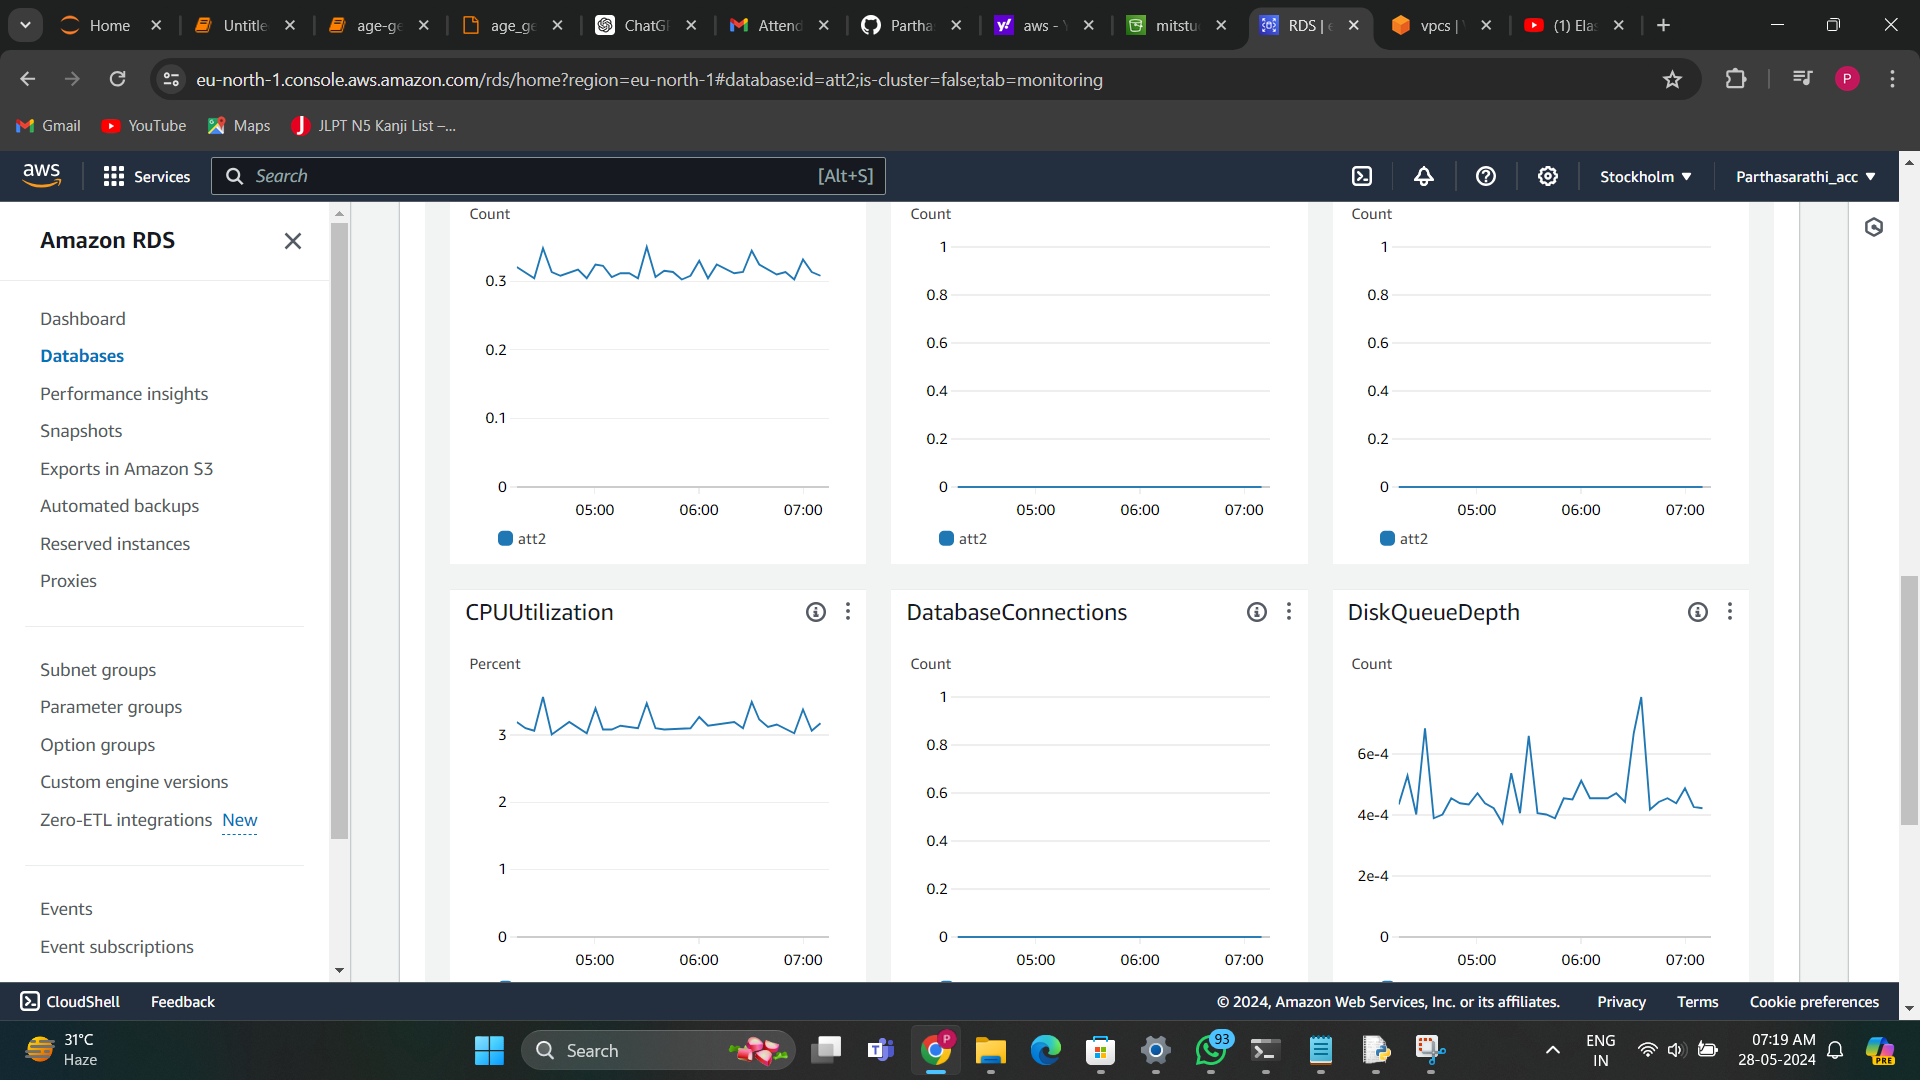 Home
Untitle
age-ge
age_ge
ChatGP
Attend
Partha
aws - Y
mitstu
RDS | e
vpcs | V
(1) Elas
eu-north-1.console.aws.amazon.com/rds/home?region=eu-north-1#database:id=att2;is-cluster=false;tab=monitoring
P
Gmail
YouTube
Maps
JLPT N5 Kanji List –...
aws
Services
Search
[Alt+S]
Stockholm
Parthasarathi_acc
Amazon RDS
Dashboard
Databases
Performance insights
Snapshots
Exports in Amazon S3
Automated backups
Reserved instances
Proxies
Subnet groups
Parameter groups
Option groups
Custom engine versions
Zero-ETL integrations New
Events
Event subscriptions
Count
0.3
0.2
0.1
0
05:00 06:00 07:00
att2
Count
1
0.8
0.6
0.4
0.2
0
05:00 06:00 07:00
att2
Count
1
0.8
0.6
0.4
0.2
0
05:00 06:00 07:00
att2
CPUUtilization
Percent
3
2
1
0
05:00 06:00 07:00
DatabaseConnections
Count
1
0.8
0.6
0.4
0.2
0
05:00 06:00 07:00
DiskQueueDepth
Count
6e-4
4e-4
2e-4
0
05:00 06:00 07:00
CloudShell
Feedback
© 2024, Amazon Web Services, Inc. or its affiliates.
Privacy
Terms
Cookie preferences
31°C
Haze
Search
P
93
ENG
IN
07:19 AM
28-05-2024
PRE